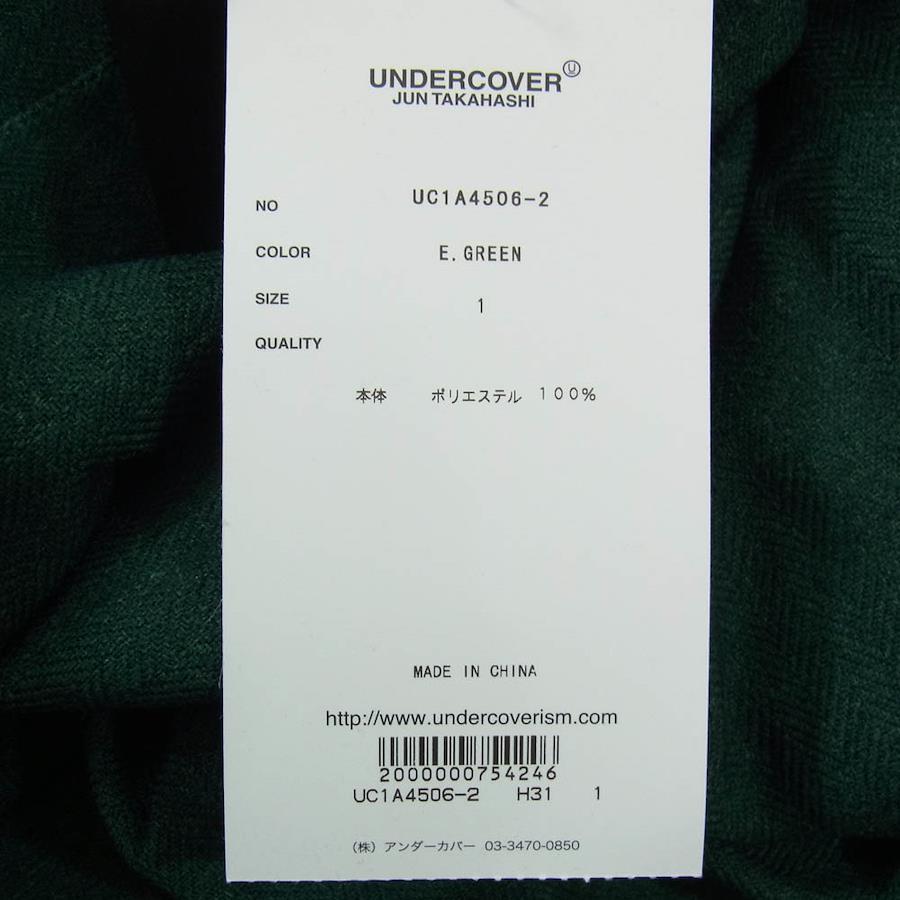 UNDERCOVER Ⓤ
JUN TAKAHASHI
NO UC1A4506-2
COLOR E.GREEN
SIZE 1
QUALITY
本体 ポリエステル 100%
MADE IN CHINA
http://www.undercoverism.com
2000000754246
UC1A4506-2 H31 1
(株) アンダーカバー 03-3470-0850